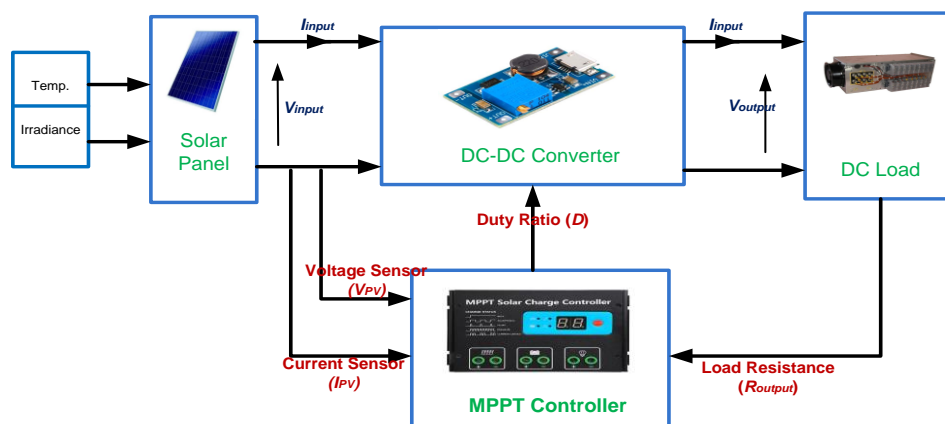 Temp.
Irradiance
Solar
Panel
Iinput
Vinput
DC-DC Converter
Iinput
Voutput
DC Load
Duty Ratio (D)
Voltage Sensor
(VPV)
Current Sensor
(IPV)
MPPT Solar Charge Controller
MPPT Controller
Load Resistance
(Routput)